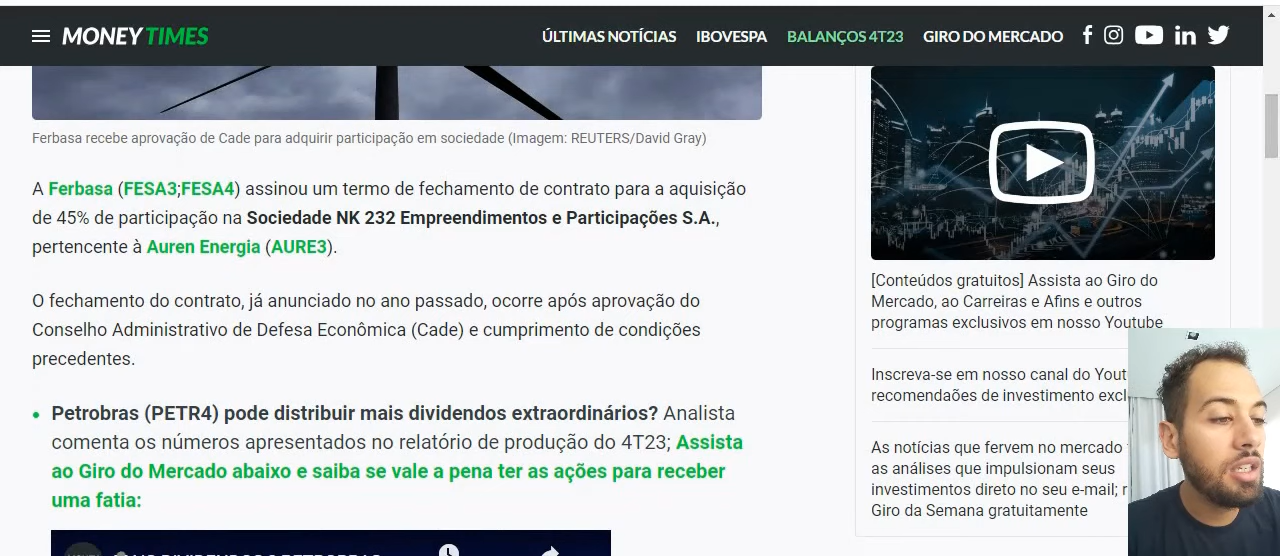 MONEYTIMES
ÚLTIMAS NOTÍCIAS IBOVESPA BALANÇOS 4T23 GIRO DO MERCADO
Ferbasa recebe aprovação de Cade para adquirir participação em sociedade (Imagem: REUTERS/David Gray)
A Ferbasa (FESA3;FESA4) assinou um termo de fechamento de contrato para a aquisição
de 45% de participação na Sociedade NK 232 Empreendimentos e Participações S.A.,
pertencente à Auren Energia (AURE3).
O fechamento do contrato, já anunciado no ano passado, ocorre após aprovação do
Conselho Administrativo de Defesa Econômica (Cade) e cumprimento de condições
precedentes.
• Petrobras (PETR4) pode distribuir mais dividendos extraordinários? Analista
comenta os números apresentados no relatório de produção do 4T23; Assista
ao Giro do Mercado abaixo e saiba se vale a pena ter as ações para receber
uma fatia:
[Conteúdos gratuitos] Assista ao Giro do
Mercado, ao Carreiras e Afins e outros
programas exclusivos em nosso Youtube
Inscreva-se em nosso canal do Yout
recomendações de investimento excl
As notícias que fervem no mercado
as análises que impulsionam seus
investimentos direto no seu e-mail; r
Giro da Semana gratuitamente